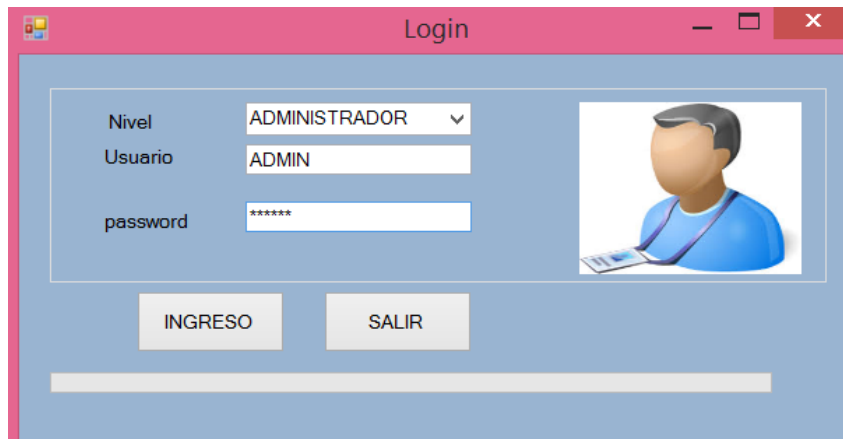 Login
Nivel ADMINISTRADOR
Usuario ADMIN
password ******
INGRESO SALIR